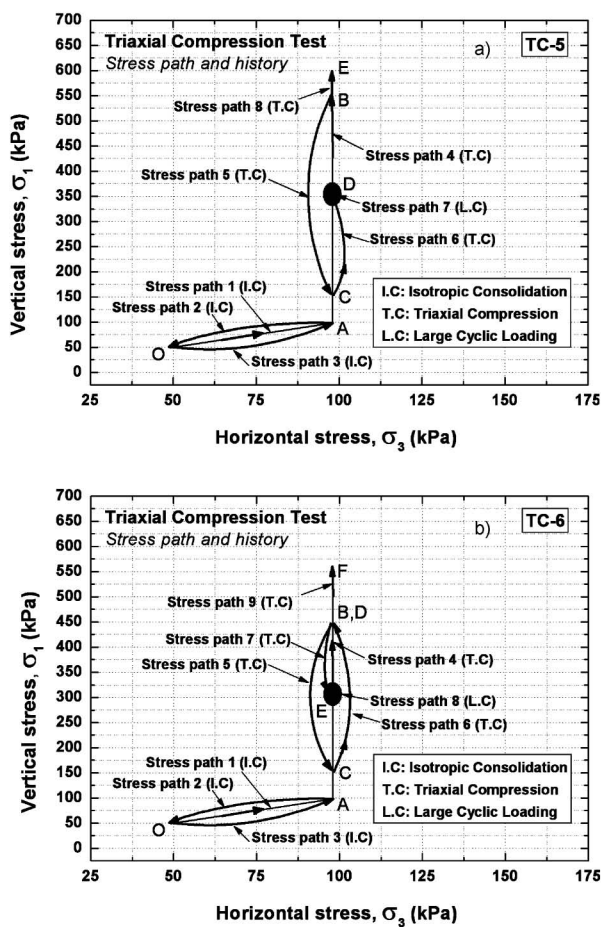 Triaxial Compression Test
Stress path and history
a)
TC-5
E
Stress path 8 (T.C)
B
Stress path 4 (T.C)
Stress path 5 (T.C)
D
Stress path 7 (L.C)
Stress path 6 (T.C)
Stress path 1 (I.C)
Stress path 2 (I.C)
C
A
O
Stress path 3 (I.C)
I.C: Isotropic Consolidation
T.C: Triaxial Compression
L.C: Large Cyclic Loading
700
650
600
550
500
450
400
350
300
250
200
150
100
50
0
Vertical stress, σ1 (kPa)
25 50 75 100 125 150 175
Horizontal stress, σ3 (kPa)
Triaxial Compression Test
Stress path and history
b)
TC-6
F
Stress path 9 (T.C)
B,D
Stress path 7 (T.C)
Stress path 4 (T.C)
Stress path 5 (T.C)
Stress path 8 (L.C)
E
Stress path 6 (T.C)
Stress path 1 (I.C)
Stress path 2 (I.C)
C
A
O
Stress path 3 (I.C)
I.C: Isotropic Consolidation
T.C: Triaxial Compression
L.C: Large Cyclic Loading
700
650
600
550
500
450
400
350
300
250
200
150
100
50
0
Vertical stress, σ1 (kPa)
25 50 75 100 125 150 175
Horizontal stress, σ3 (kPa)